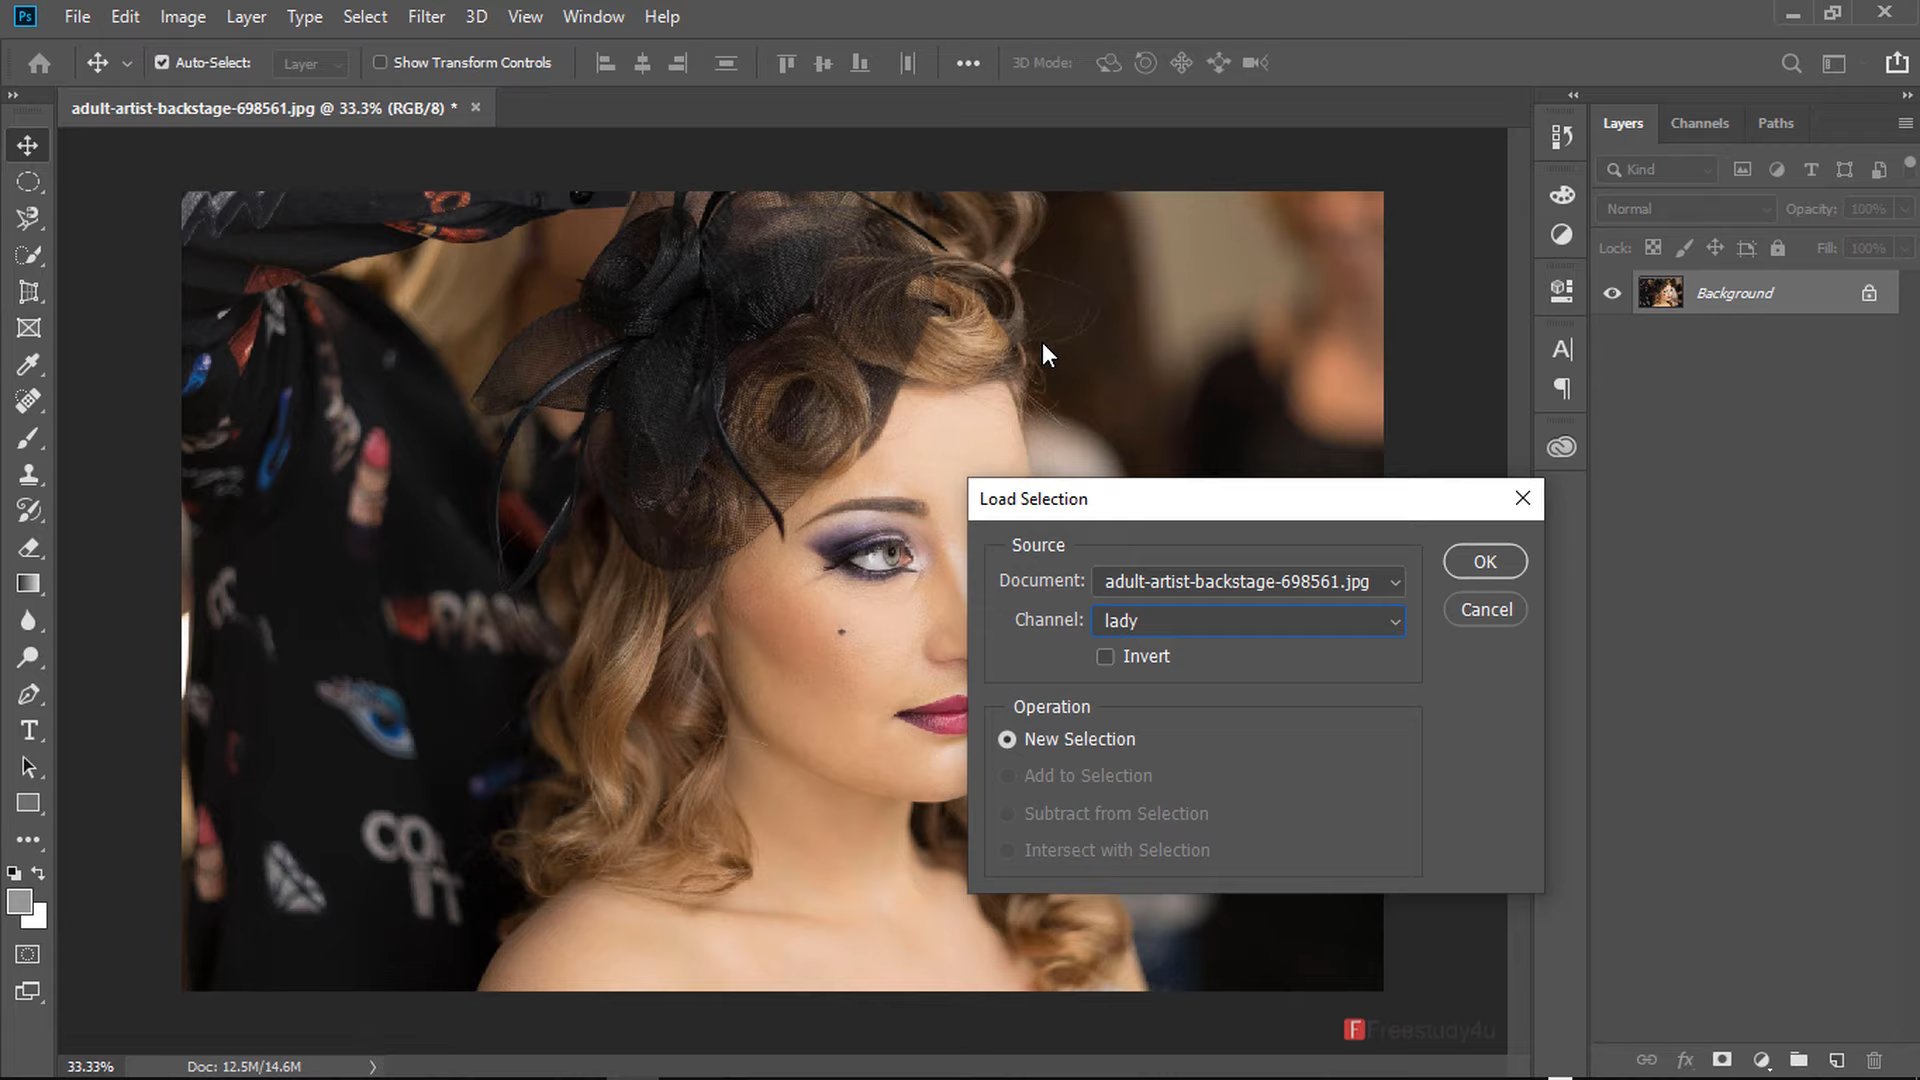 Ps File Edit Image Layer Type Select Filter 3D View Window Help
Auto-Select: Layer Show Transform Controls 3D Mode:
adult-artist-backstage-698561.jpg @ 33.3% (RGB/8) *
Layers Channels Paths
Kind
Normal Opacity: 100%
Lock: Fill: 100%
Background
Load Selection
Source
Document: adult-artist-backstage-698561.jpg
Channel: lady
Invert
OK
Cancel
Operation
New Selection
Add to Selection
Subtract from Selection
Intersect with Selection
CO
IT
F Freestudy4u
33.33% Doc: 12.5M/14.6M